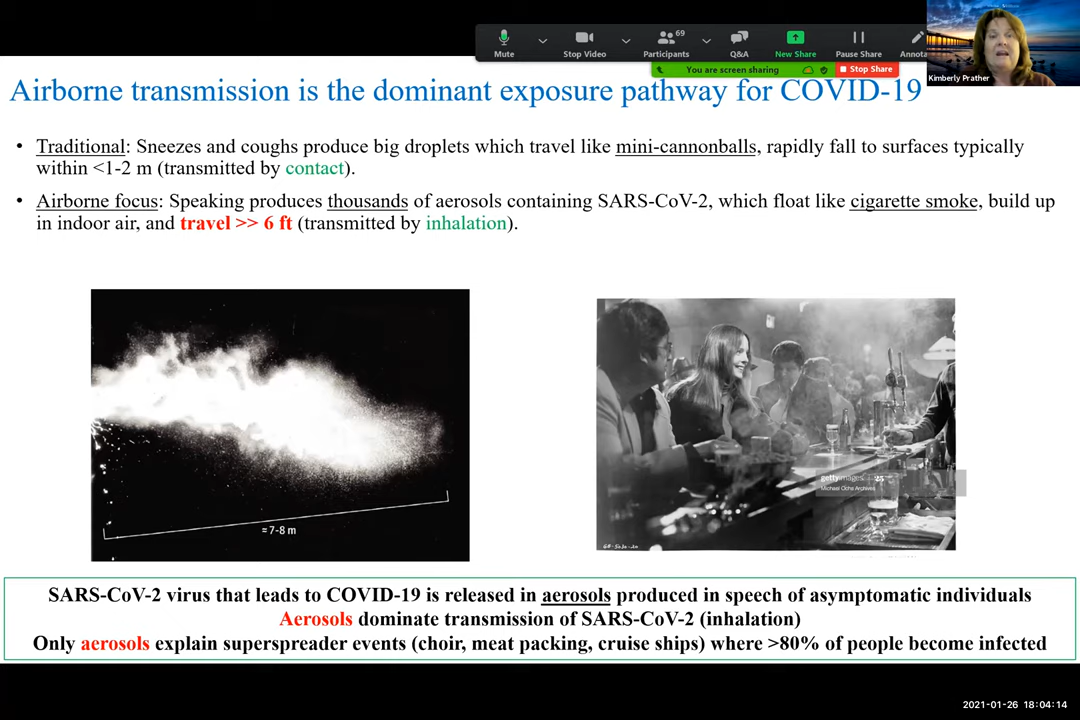 69
Mute
Stop Video
Participants
Q&A
New Share
Pause Share
Annota
You are screen sharing
Stop Share
Kimberly Prather
Airborne transmission is the dominant exposure pathway for COVID-19
• Traditional: Sneezes and coughs produce big droplets which travel like mini-cannonballs, rapidly fall to surfaces typically
within <1-2 m (transmitted by contact).
• Airborne focus: Speaking produces thousands of aerosols containing SARS-CoV-2, which float like cigarette smoke, build up
in indoor air, and travel >> 6 ft (transmitted by inhalation).
≈ 7-8 m
gettyimages
Michael Ochs Archives
SARS-CoV-2 virus that leads to COVID-19 is released in aerosols produced in speech of asymptomatic individuals
Aerosols dominate transmission of SARS-CoV-2 (inhalation)
Only aerosols explain superspreader events (choir, meat packing, cruise ships) where >80% of people become infected
2021-01-26 18:04:14